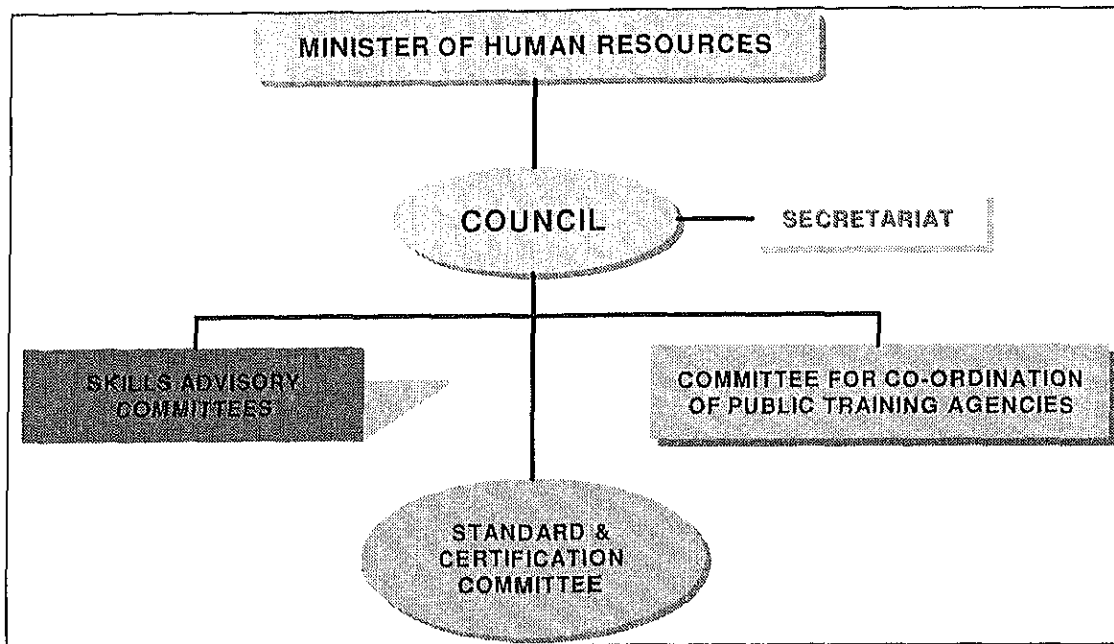 MINISTER OF HUMAN RESOURCES
COUNCIL
SECRETARIAT
SKILLS ADVISORY
COMMITTEES
COMMITTEE FOR CO-ORDINATION
OF PUBLIC TRAINING AGENCIES
STANDARD &
CERTIFICATION
COMMITTEE